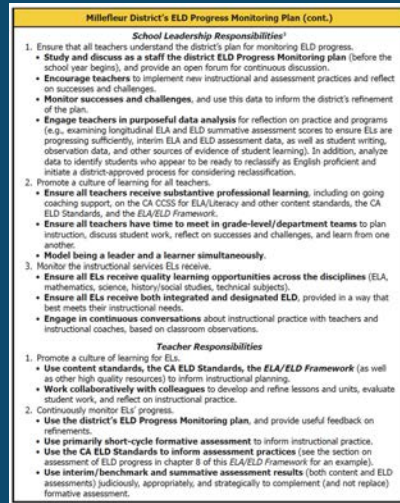 Millefleur District's ELD Progress Monitoring Plan (cont.)
School Leadership Responsibilities³
1. Ensure that all teachers understand the district's plan for monitoring ELD progress.
• Study and discuss as a staff the district ELD Progress Monitoring plan (before the
school year begins), and provide an open forum for continuous discussion.
• Encourage teachers to implement new instructional and assessment practices and reflect
on successes and challenges.
• Monitor successes and challenges, and use this data to inform the district's refinement
of the plan.
• Engage teachers in purposeful data analysis for reflection on practice and programs
(e.g., examining longitudinal ELA and ELD summative assessment scores to ensure ELs are
progressing sufficiently, interim ELA and ELD assessment data, as well as student writing,
observation data, and other sources of evidence of student learning). In addition, analyze
data to identify students who appear to be ready to reclassify as English proficient and
initiate a district-approved process for considering reclassification.
2. Promote a culture of learning for all teachers.
• Ensure all teachers receive substantive professional learning, including on going
coaching support, on the CA CCSS for ELA/Literacy and other content standards, the CA
ELD Standards, and the ELA/ELD Framework.
• Ensure all teachers have time to meet in grade-level/department teams to plan
instruction, discuss student work, reflect on successes and challenges, and learn from one
another.
• Model being a leader and a learner simultaneously.
3. Monitor the instructional services ELs receive.
• Ensure all ELs receive quality learning opportunities across the disciplines (ELA,
mathematics, science, history/social studies, technical subjects).
• Ensure all ELs receive both integrated and designated ELD, provided in a way that
best meets their instructional needs.
• Engage in continuous conversations about instructional practice with teachers and
instructional coaches, based on classroom observations.
Teacher Responsibilities
1. Promote a culture of learning for ELs.
• Use content standards, the CA ELD Standards, the ELA/ELD Framework (as well
as other high quality resources) to inform instructional planning.
• Work collaboratively with colleagues to develop and refine lessons and units, evaluate
student work, and reflect on instructional practice.
2. Continuously monitor ELs' progress.
• Use the district's ELD Progress Monitoring plan, and provide useful feedback on
refinements.
• Use primarily short-cycle formative assessment to inform instructional practice.
• Use the CA ELD Standards to inform assessment practices (see the section on
assessment of ELD progress in chapter 8 of this ELA/ELD Framework for an example).
• Use interim/benchmark and summative assessment results (both content and ELD
assessments) judiciously, appropriately, and strategically to complement (and not replace)
formative assessment.